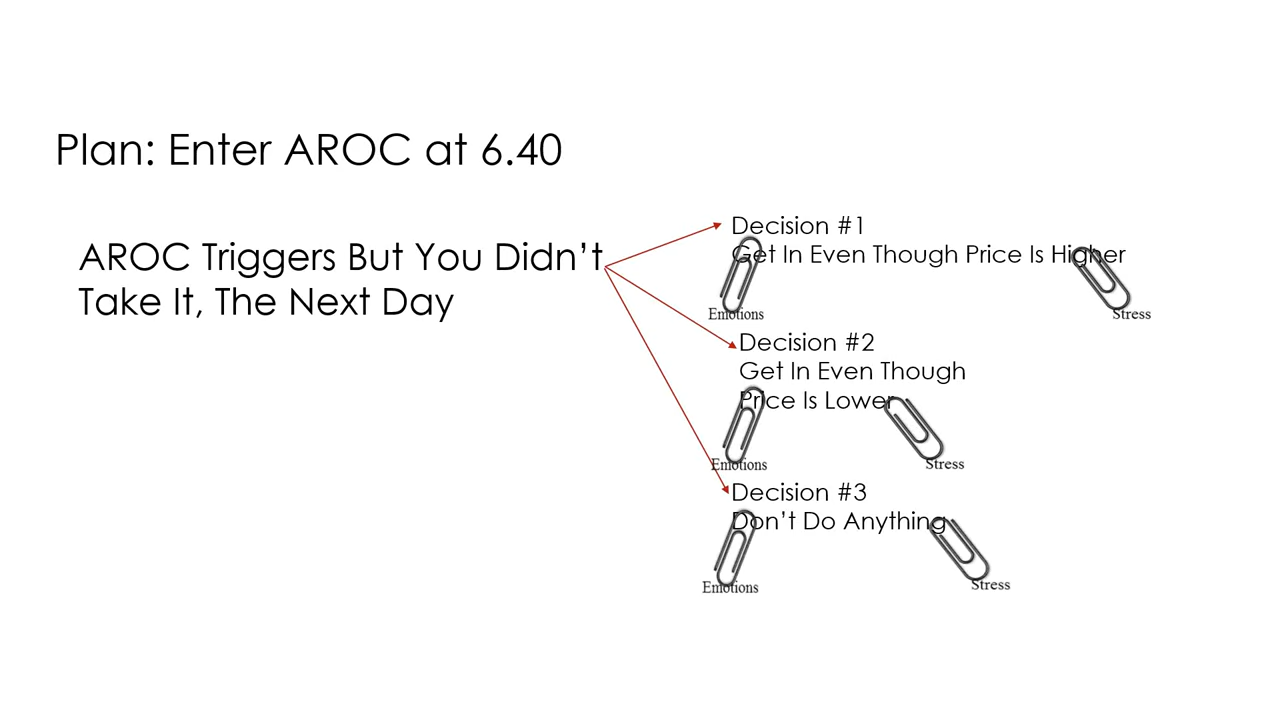 Plan: Enter AROC at 6.40
AROC Triggers But You Didn’t
Take It, The Next Day
Decision #1
Get In Even Though Price Is Higher
Emotions
Stress
Decision #2
Get In Even Though
Price Is Lower
Emotions
Stress
Decision #3
Don’t Do Anything
Emotions
Stress